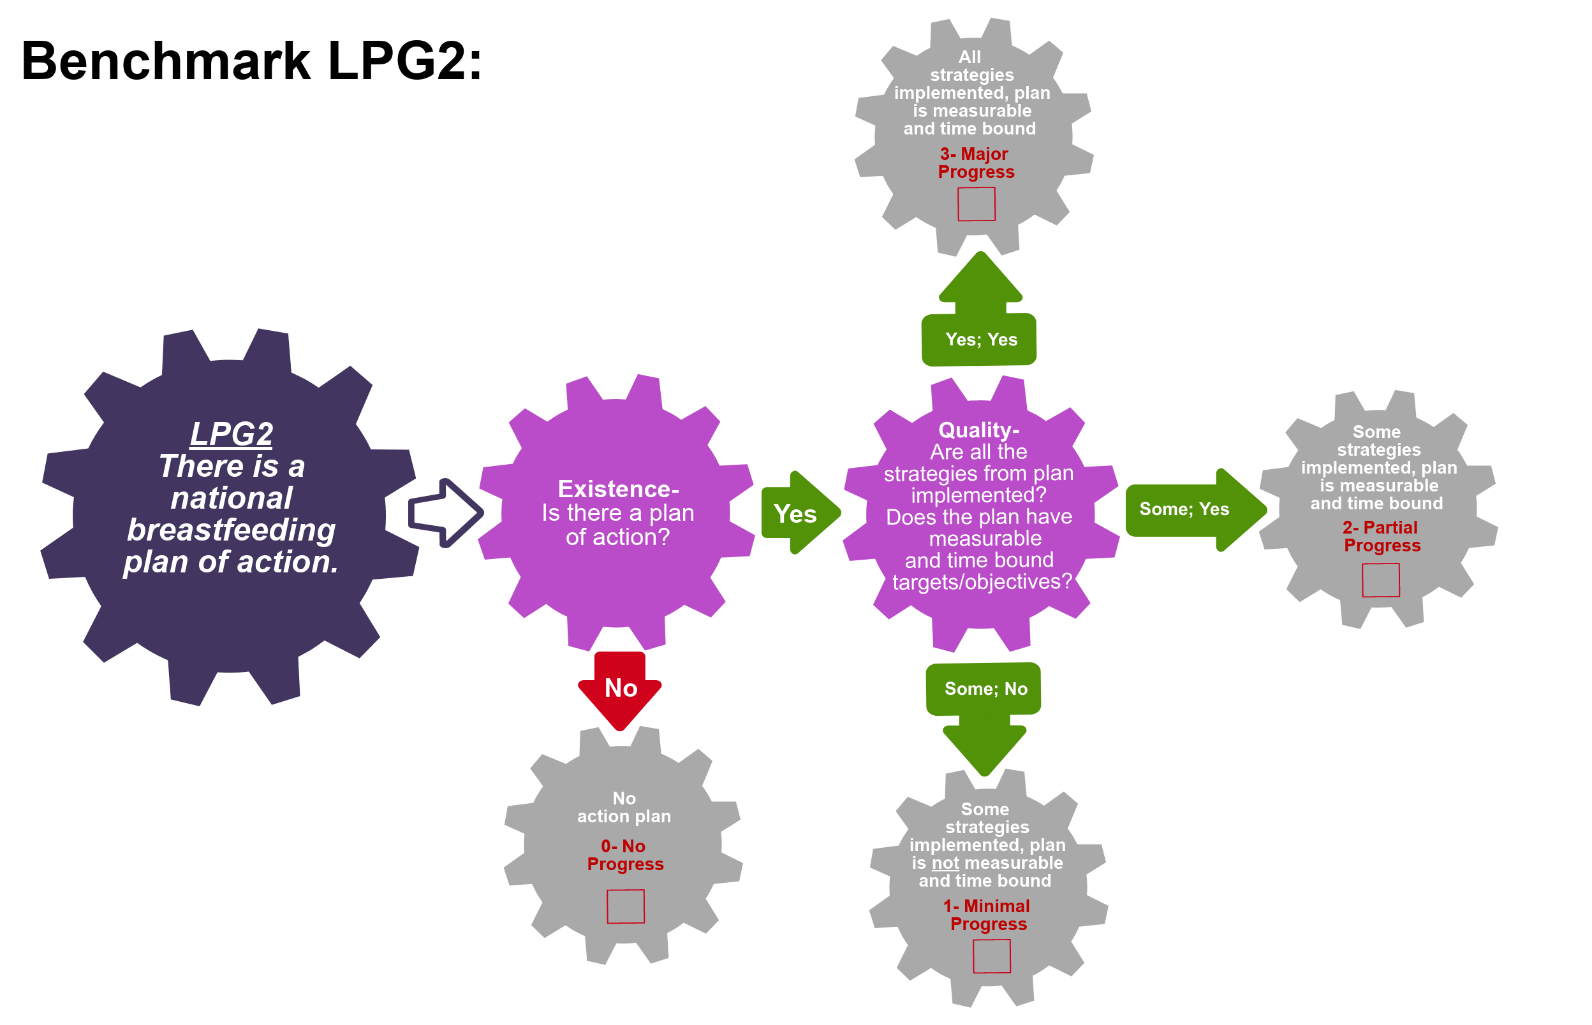 Benchmark LPG2:
LPG2
There is a
national
breastfeeding
plan of action.
Existence-
Is there a plan
of action?
No
No
action plan
0- No
Progress
Yes
Quality-
Are all the
strategies from plan
implemented?
Does the plan have
measurable
and time bound
targets/objectives?
Yes; Yes
All
strategies
implemented, plan
is measurable
and time bound
3- Major
Progress
Some; Yes
Some
strategies
implemented, plan
is measurable
and time bound
2- Partial
Progress
Some; No
Some
strategies
implemented, plan
is not measurable
and time bound
1- Minimal
Progress